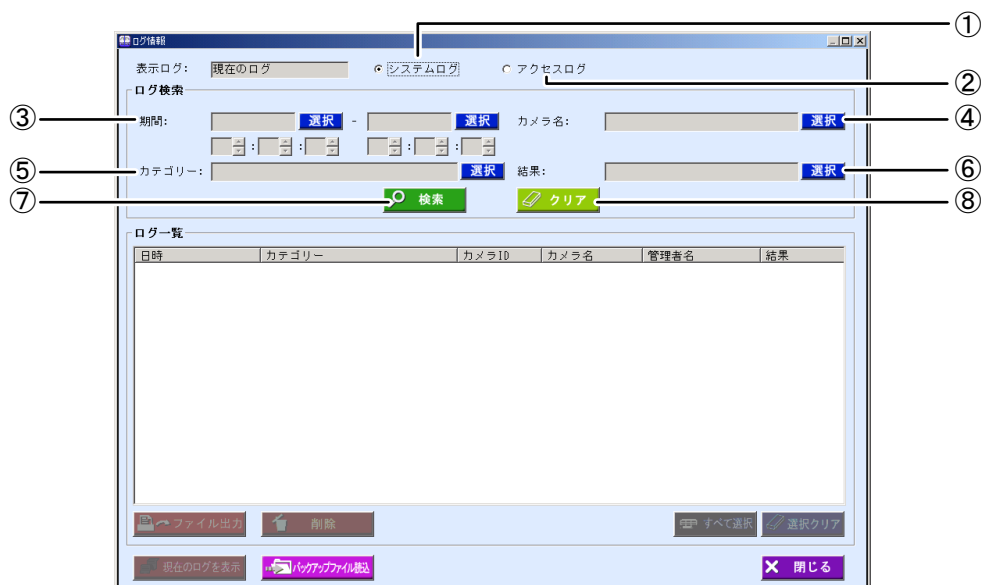 ①
ログ情報
表示ログ: 現在のログ システムログ アクセスログ
②
ログ検索
③ 期間: 選択 - 選択 カメラ名: 選択 ④
: : : :
⑤ カテゴリー: 選択 結果: 選択 ⑥
⑦ 検索 クリア ⑧
ログ一覧
日時 カテゴリー カメラID カメラ名 管理者名 結果
ファイル出力 削除 すべて選択 選択クリア
現在のログを表示 バックアップファイル読込 閉じる